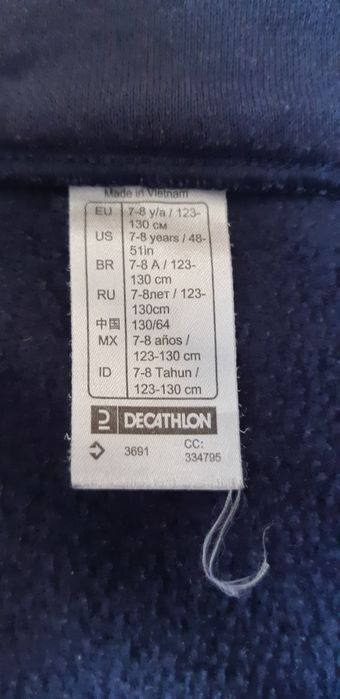 Made in Vietnam
EU 7-8 y/a / 123-
130 см
US 7-8 years / 48-
51in
BR 7-8 A / 123-
130 cm
RU 7-8лет / 123-
130cm
中国 130/64
MX 7-8 años /
123-130 cm
ID 7-8 Tahun /
123-130 cm
DECATHLON
3691 CC:
334795